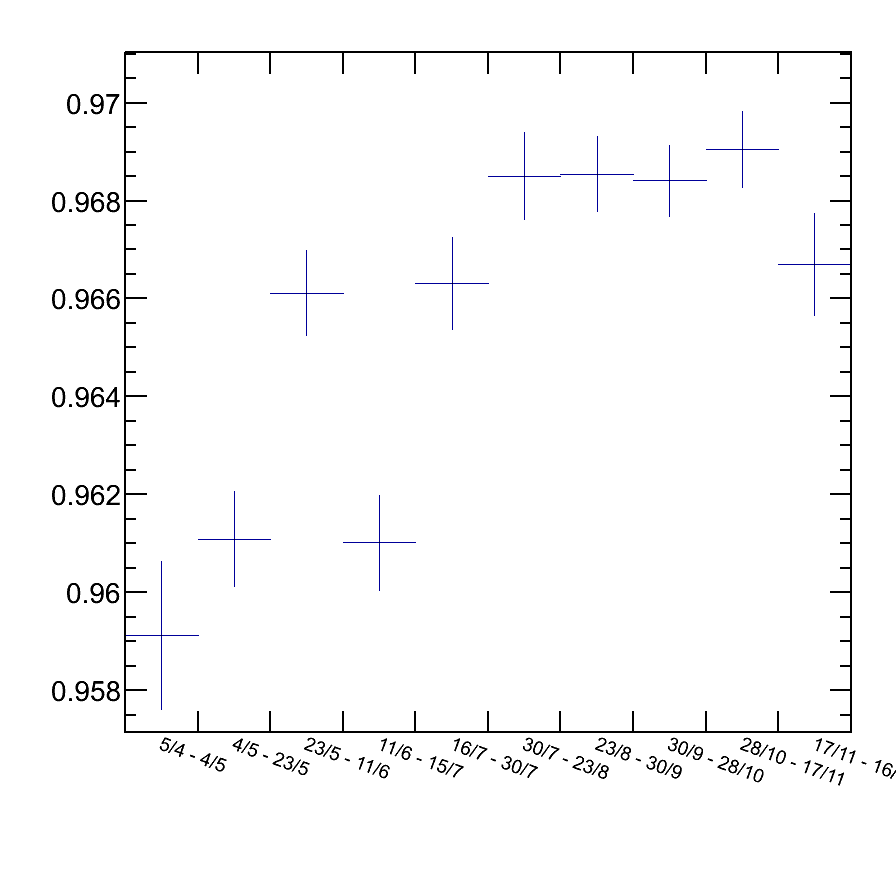 0.97
0.968
0.966
0.964
0.962
0.96
0.958
5/4 - 4/5
4/5 - 23/5
23/5 - 11/6
11/6 - 15/7
16/7 - 30/7
30/7 - 23/8
23/8 - 30/9
30/9 - 28/10
28/10 - 17/11
17/11 - 16/